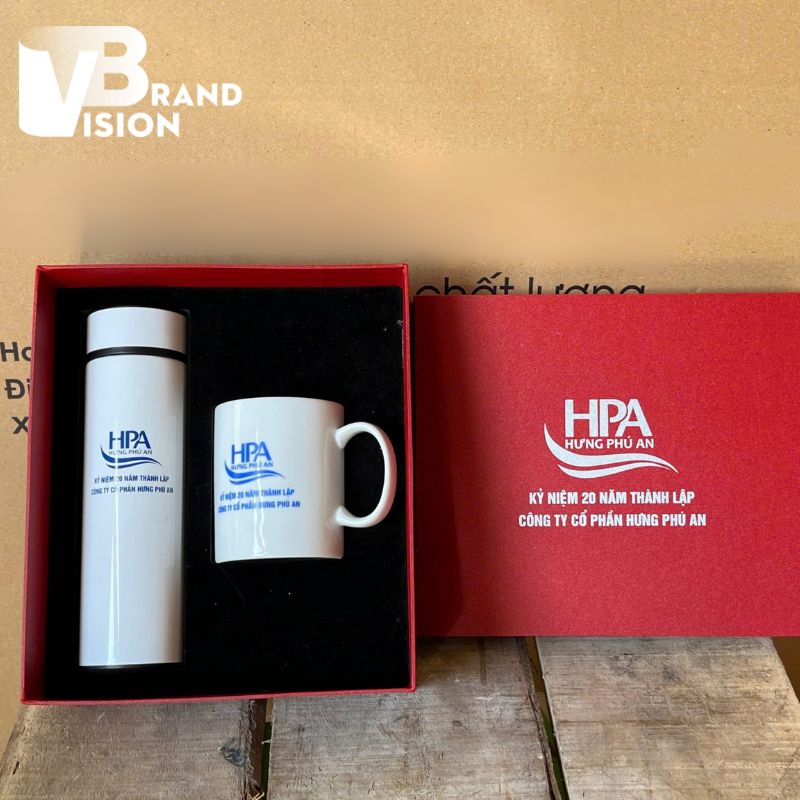 BRAND
VISION
chất lượng
HPA
HƯNG PHÚ AN
KỶ NIỆM 20 NĂM THÀNH LẬP
CÔNG TY CỔ PHẦN HƯNG PHÚ AN
HPA
HƯNG PHÚ AN
KỶ NIỆM 20 NĂM THÀNH LẬP
CÔNG TY CỔ PHẦN HƯNG PHÚ AN
HPA
HƯNG PHÚ AN
KỶ NIỆM 20 NĂM THÀNH LẬP
CÔNG TY CỔ PHẦN HƯNG PHÚ AN